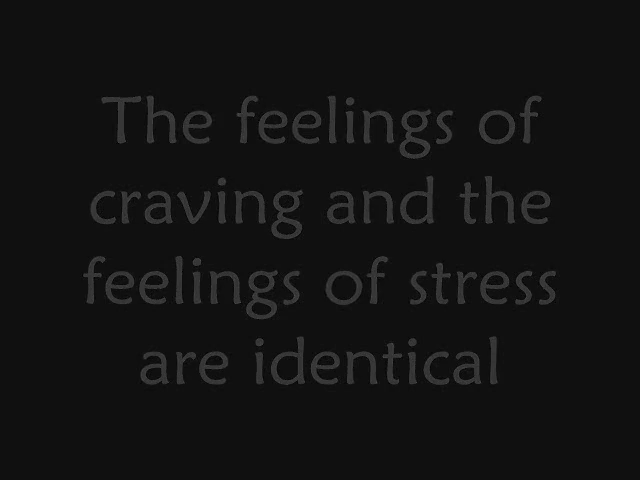 The feelings of
craving and the
feelings of stress
are identical